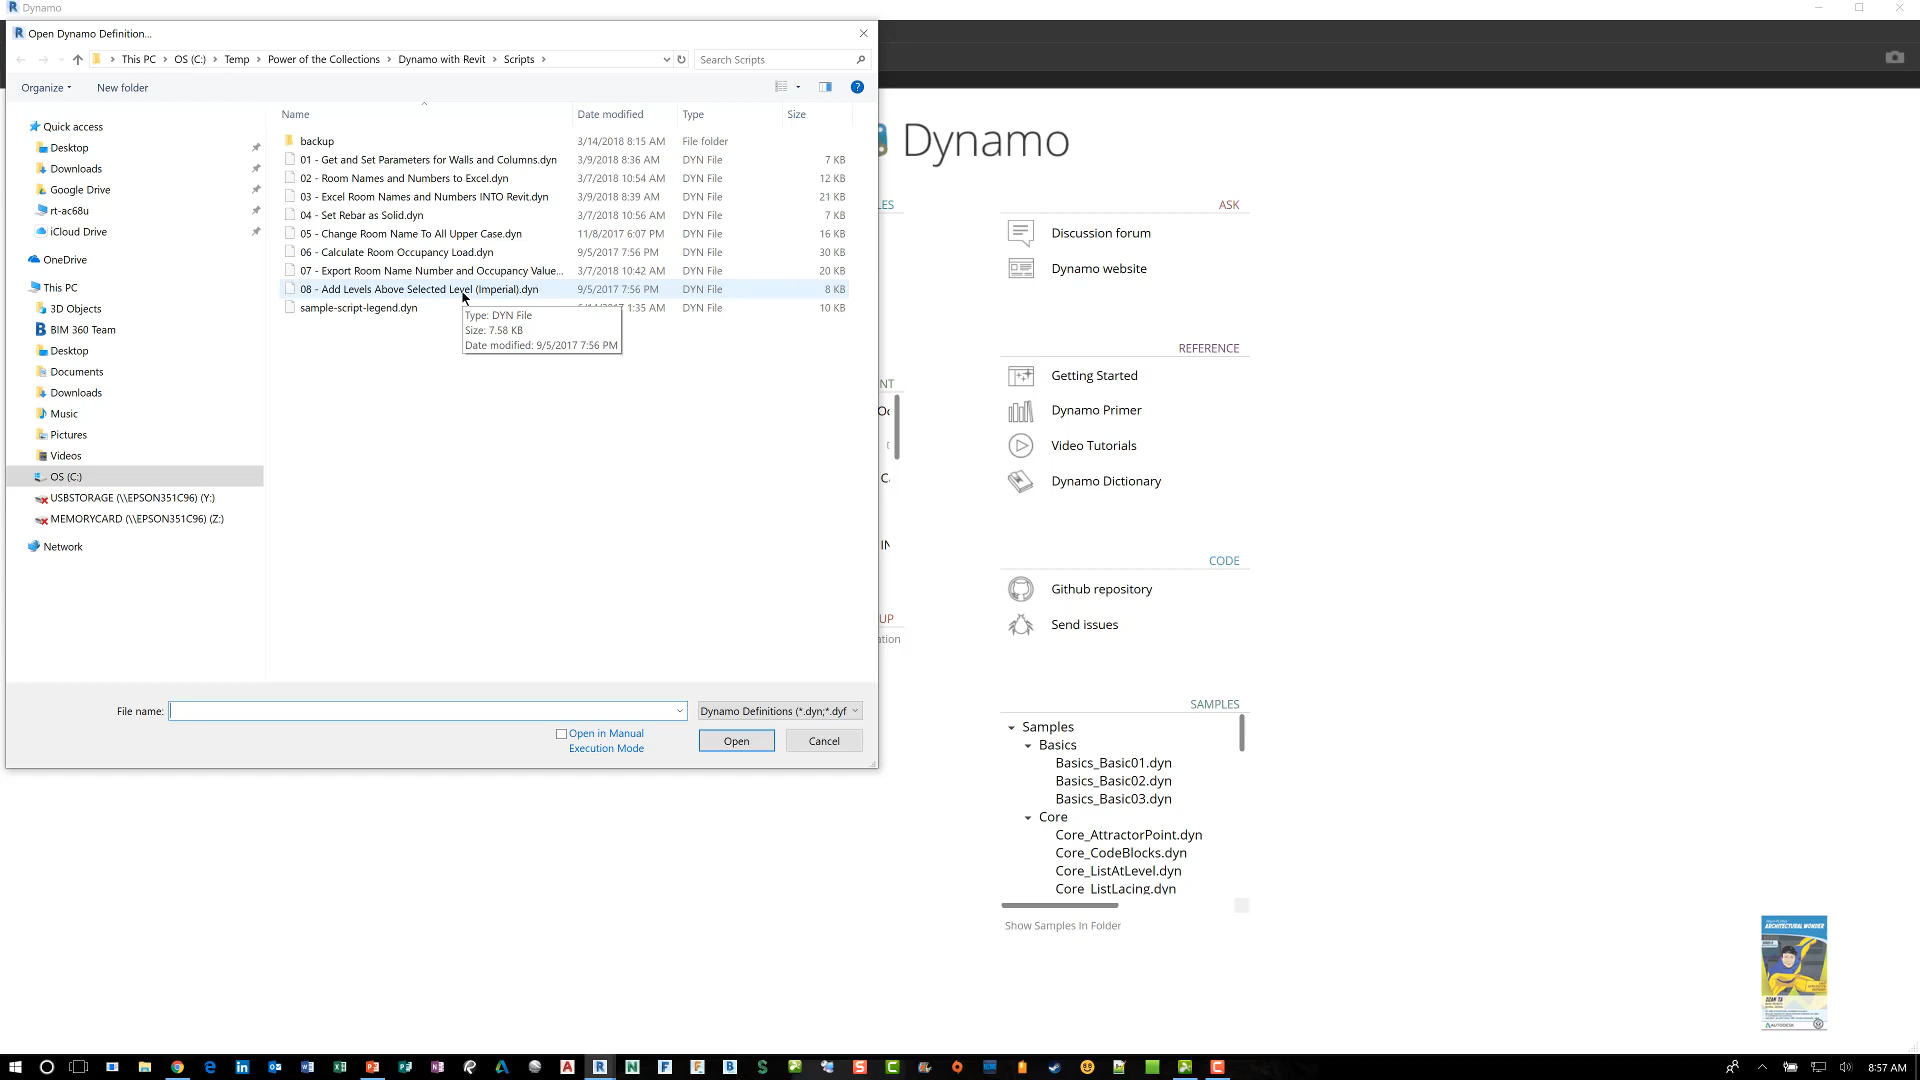 Dynamo
Open Dynamo Definition...
This PC > OS (C:) > Temp > Power of the Collections > Dynamo with Revit > Scripts >
Search Scripts
Organize
New folder
Name
Date modified
Type
Size
Quick access
Desktop
Downloads
Google Drive
rt-ac68u
iCloud Drive
OneDrive
This PC
3D Objects
BIM 360 Team
Desktop
Documents
Downloads
Music
Pictures
Videos
OS (C:)
USBSTORAGE (\\EPSON351C96) (Y:)
MEMORYCARD (\\EPSON351C96) (Z:)
Network
backup 3/14/2018 8:15 AM File folder
01 - Get and Set Parameters for Walls and Columns.dyn 3/9/2018 8:36 AM DYN File 7 KB
02 - Room Names and Numbers to Excel.dyn 3/7/2018 10:54 AM DYN File 12 KB
03 - Excel Room Names and Numbers INTO Revit.dyn 3/9/2018 8:39 AM DYN File 21 KB
04 - Set Rebar as Solid.dyn 3/7/2018 10:56 AM DYN File 7 KB
05 - Change Room Name To All Upper Case.dyn 11/8/2017 6:07 PM DYN File 16 KB
06 - Calculate Room Occupancy Load.dyn 9/5/2017 7:56 PM DYN File 30 KB
07 - Export Room Name Number and Occupancy Value... 3/7/2018 10:42 AM DYN File 20 KB
08 - Add Levels Above Selected Level (Imperial).dyn 9/5/2017 7:56 PM DYN File 8 KB
sample-script-legend.dyn 1:35 AM DYN File 10 KB
Type: DYN File
Size: 7.58 KB
Date modified: 9/5/2017 7:56 PM
File name:
Dynamo Definitions (*.dyn;*.dyf
Open in Manual
Execution Mode
Open
Cancel
Dynamo
LES
NT
UP
ation
ASK
Discussion forum
Dynamo website
REFERENCE
Getting Started
Dynamo Primer
Video Tutorials
Dynamo Dictionary
CODE
Github repository
Send issues
SAMPLES
Samples
Basics
Basics_Basic01.dyn
Basics_Basic02.dyn
Basics_Basic03.dyn
Core
Core_AttractorPoint.dyn
Core_CodeBlocks.dyn
Core_ListAtLevel.dyn
Core_ListLacing.dyn
Show Samples In Folder
ARCHITECTURAL WONDER
AUTODESK
8:57 AM